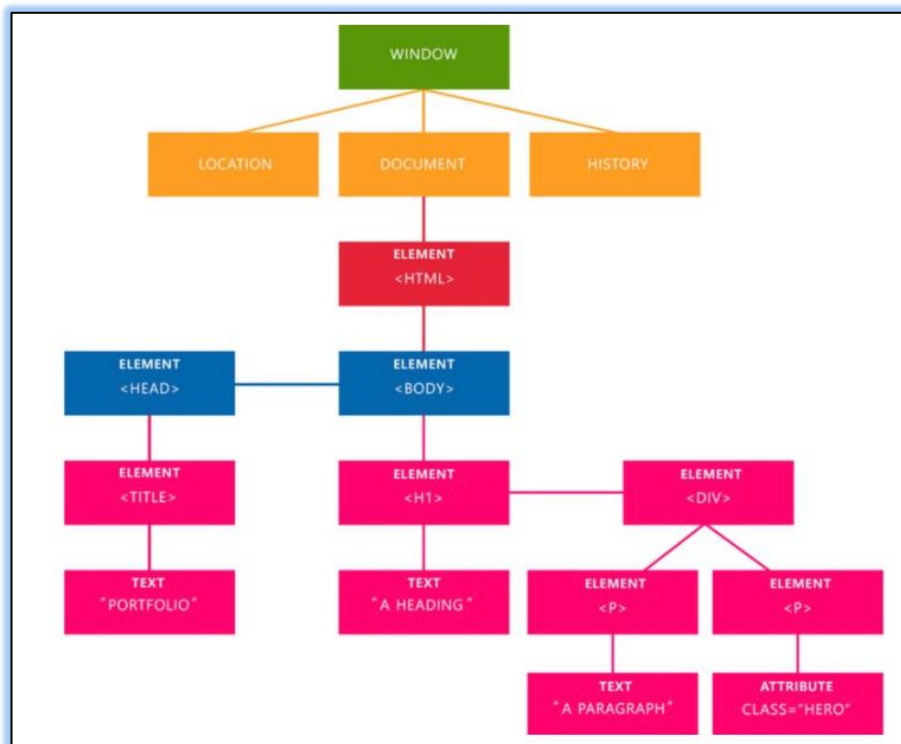 WINDOW
LOCATION
DOCUMENT
HISTORY
ELEMENT
<HTML>
ELEMENT
<HEAD>
ELEMENT
<BODY>
ELEMENT
<TITLE>
ELEMENT
<H1>
ELEMENT
<DIV>
TEXT
"PORTFOLIO"
TEXT
"A HEADING"
ELEMENT
<P>
ELEMENT
<P>
TEXT
"A PARAGRAPH"
ATTRIBUTE
CLASS="HERO"